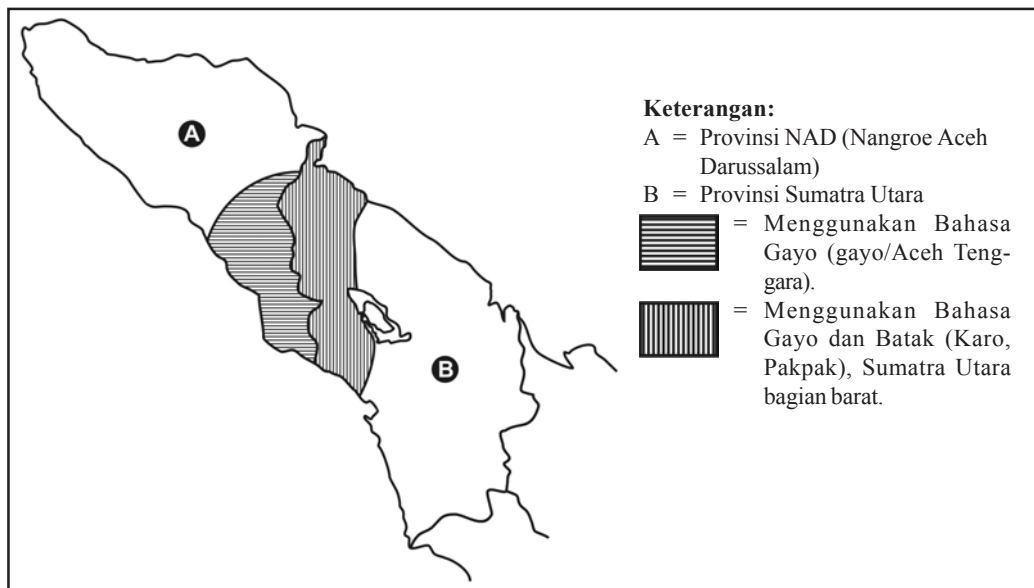 Keterangan:
A = Provinsi NAD (Nangroe Aceh
Darussalam)
B = Provinsi Sumatra Utara
= Menggunakan Bahasa
Gayo (gayo/Aceh Teng-
gara).
= Menggunakan Bahasa
Gayo dan Batak (Karo,
Pakpak), Sumatra Utara
bagian barat.
A
B